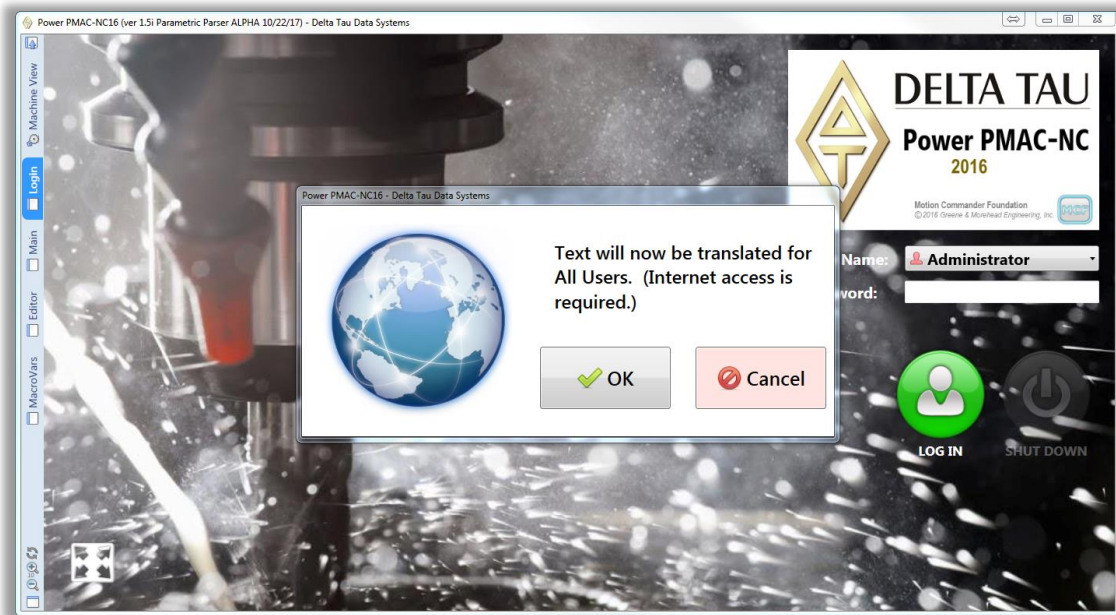 Power PMAC-NC16 (ver 1.5i Parametric Parser ALPHA 10/22/17) - Delta Tau Data Systems
Machine View
Login
Main
Editor
MacroVars
DELTA TAU
Power PMAC-NC
2016
Motion Commander Foundation
©2016 Greene & Morehead Engineering, Inc.
MCF
Power PMAC-NC16 - Delta Tau Data Systems
Text will now be translated for
All Users. (Internet access is
required.)
OK
Cancel
Name:
Administrator
word:
LOG IN
SHUT DOWN